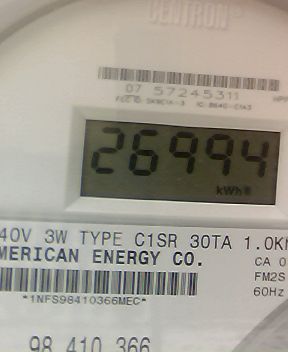 CENTRON®
07 57245311
26994
kWh
40V 3W TYPE C1SR 30TA 1.0K
MERICAN ENERGY CO.
CA 0
FM2S
60Hz
*1NFS98410366MEC*
98 410 366